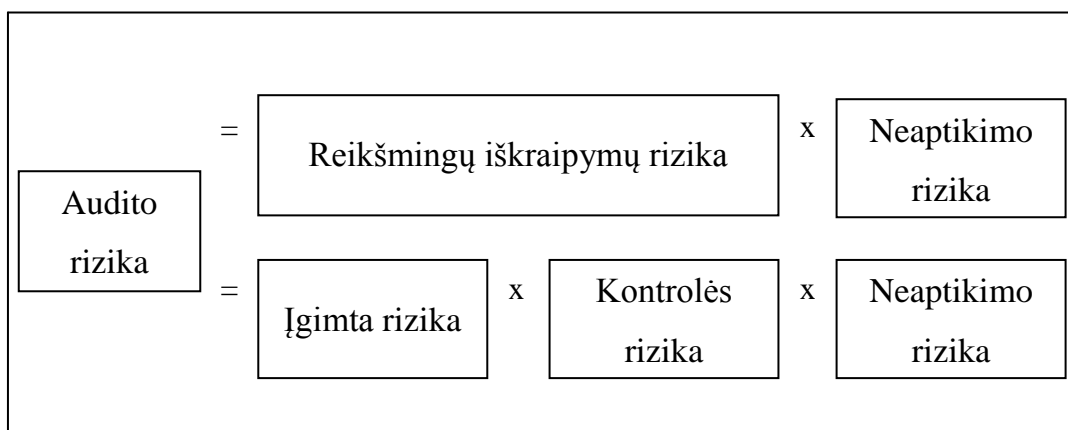 = Reikšmingų iškraipymų rizika x Neaptikimo
rizika
Audito
rizika
= Įgimta rizika x Kontrolės
rizika x Neaptikimo
rizika